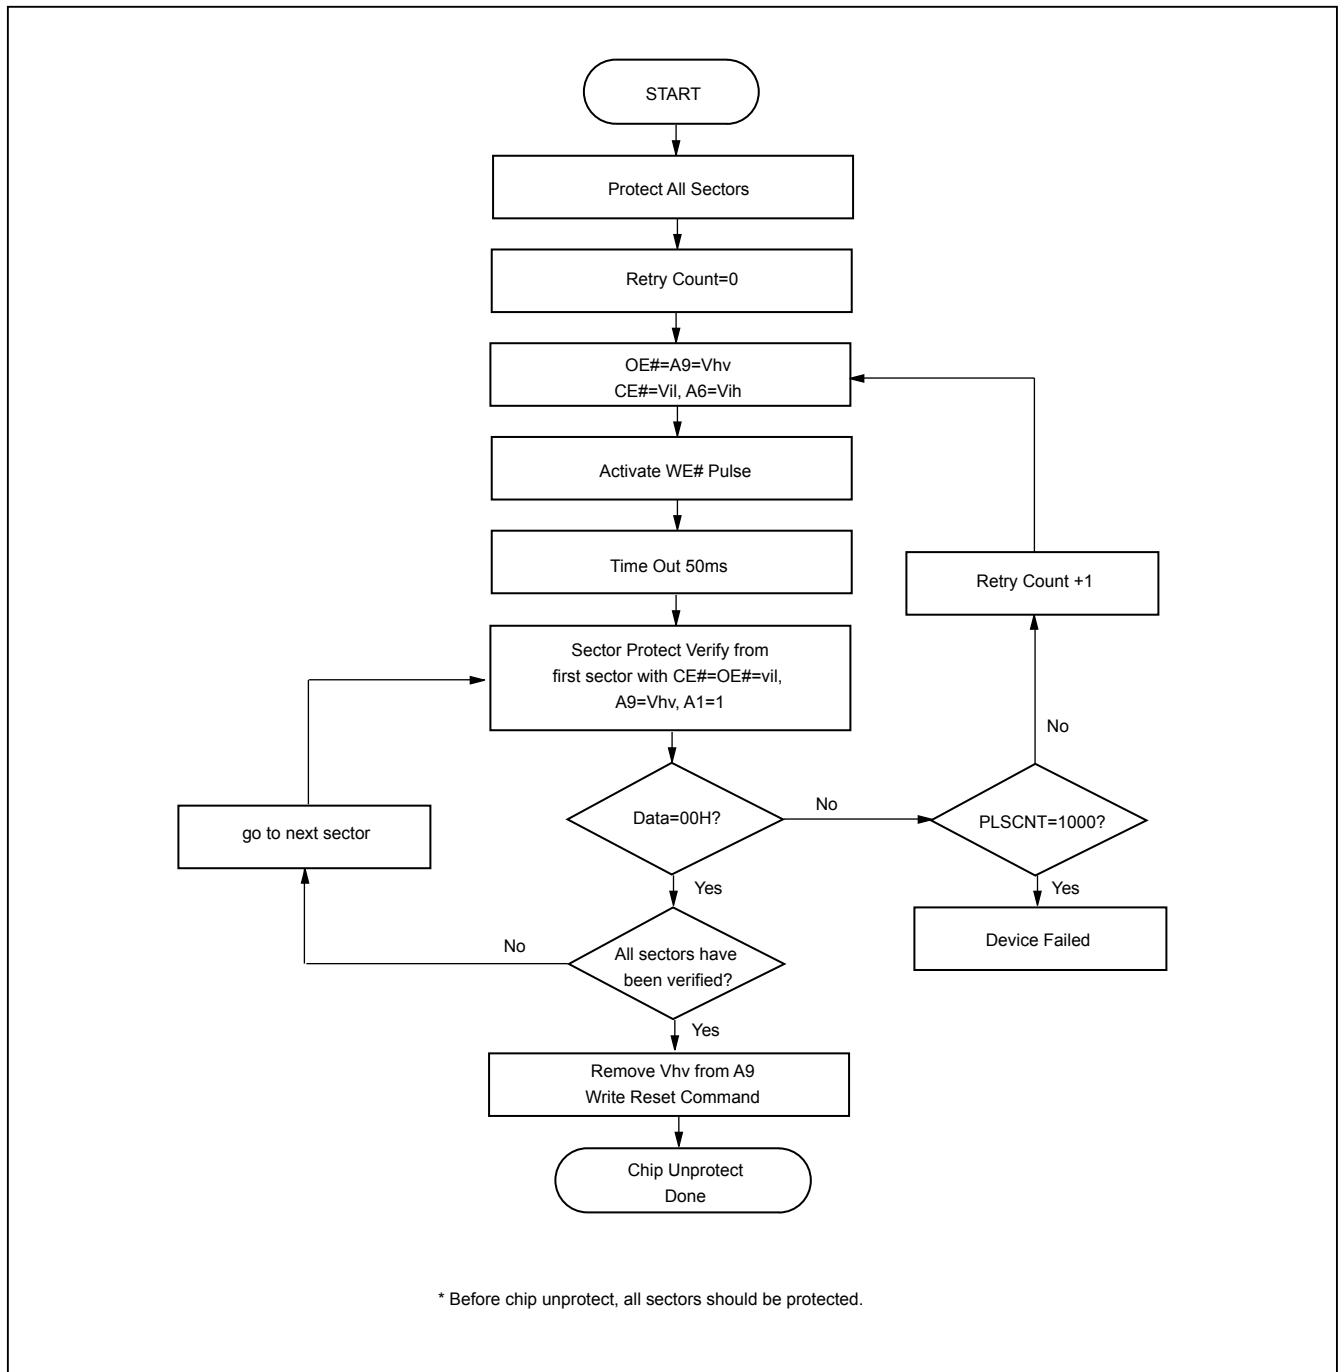 START
Protect All Sectors
Retry Count=0
OE#=A9=Vhv
CE#=Vil, A6=Vih
Activate WE# Pulse
Time Out 50ms
Retry Count +1
Sector Protect Verify from
first sector with CE#=OE#=vil,
A9=Vhv, A1=1
No
go to next sector
Data=00H?
No
PLSCNT=1000?
Yes
Yes
Device Failed
No
All sectors have
been verified?
Yes
Remove Vhv from A9
Write Reset Command
Chip Unprotect
Done
* Before chip unprotect, all sectors should be protected.